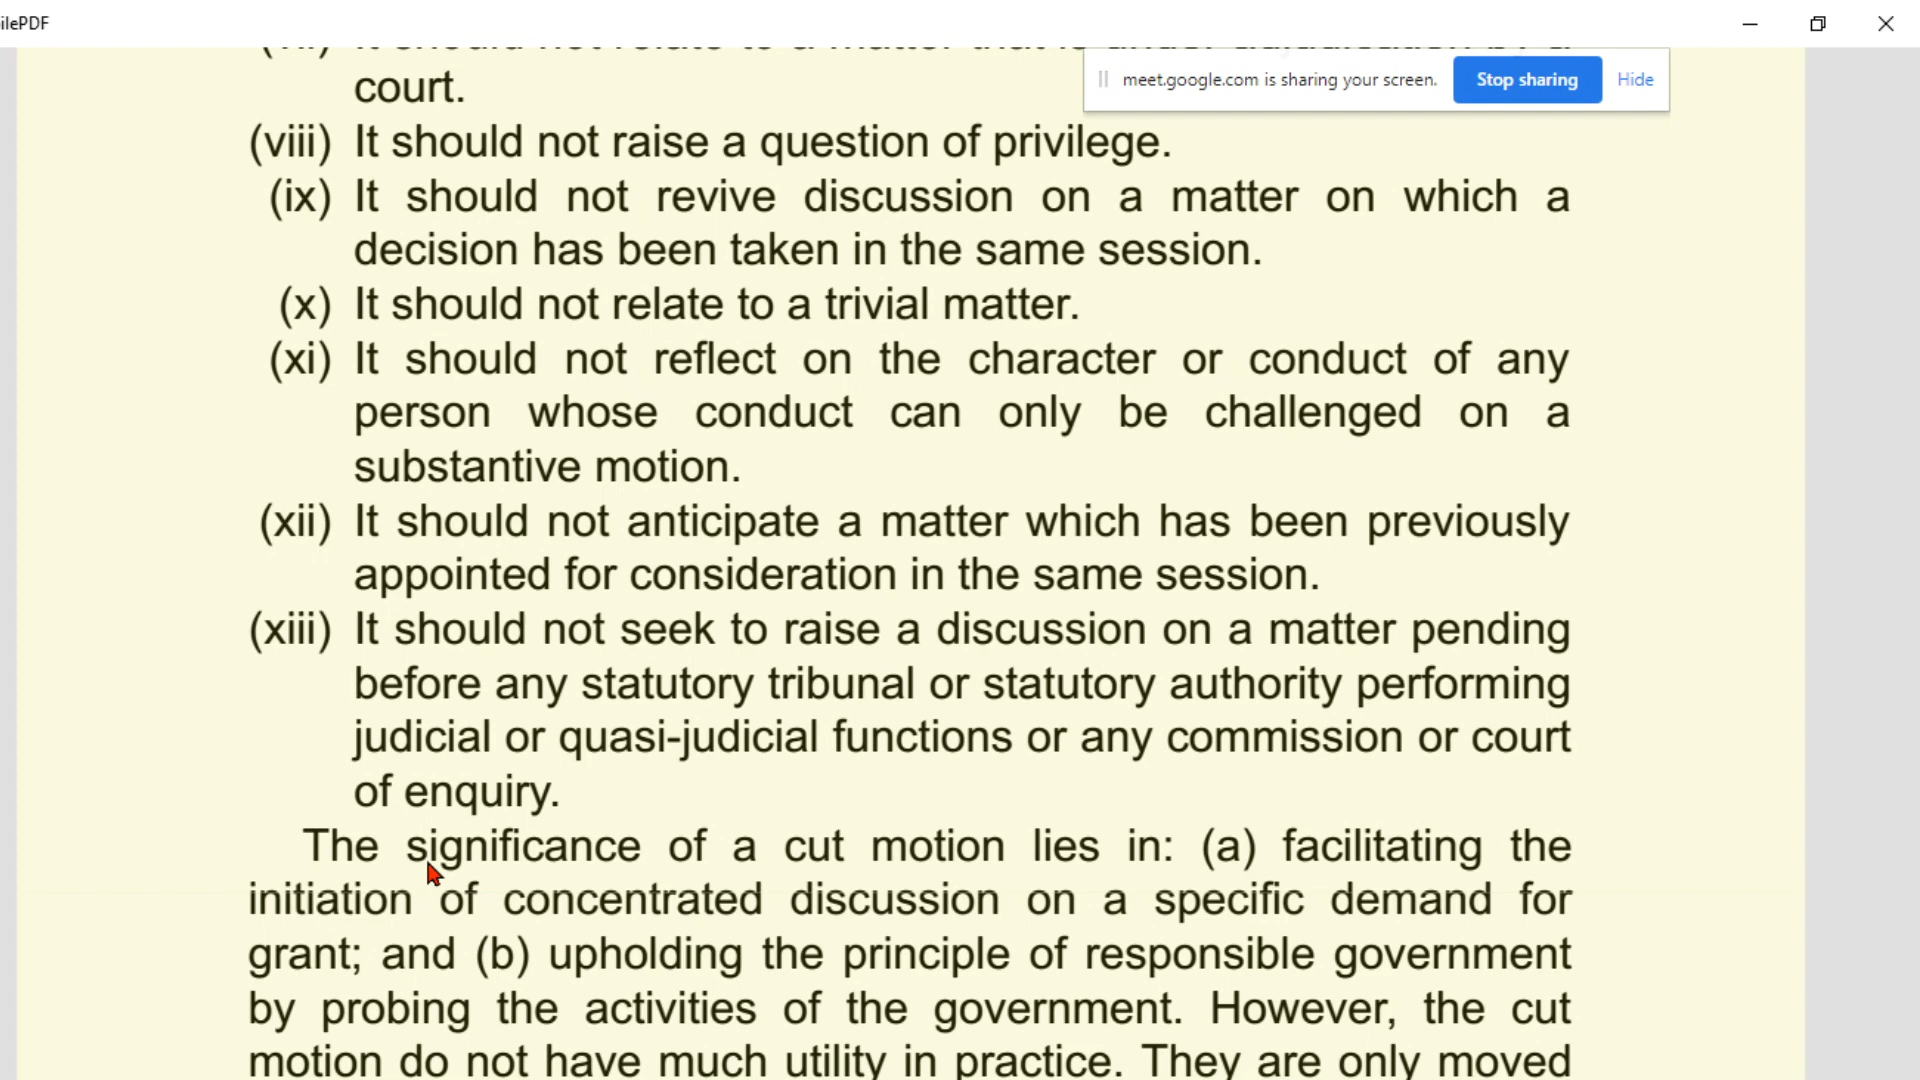 ilePDF
court.
meet.google.com is sharing your screen. Stop sharing Hide
(viii) It should not raise a question of privilege.
(ix) It should not revive discussion on a matter on which a
decision has been taken in the same session.
(x) It should not relate to a trivial matter.
(xi) It should not reflect on the character or conduct of any
person whose conduct can only be challenged on a
substantive motion.
(xii) It should not anticipate a matter which has been previously
appointed for consideration in the same session.
(xiii) It should not seek to raise a discussion on a matter pending
before any statutory tribunal or statutory authority performing
judicial or quasi-judicial functions or any commission or court
of enquiry.
The significance of a cut motion lies in: (a) facilitating the
initiation of concentrated discussion on a specific demand for
grant; and (b) upholding the principle of responsible government
by probing the activities of the government. However, the cut
motion do not have much utility in practice. They are only moved